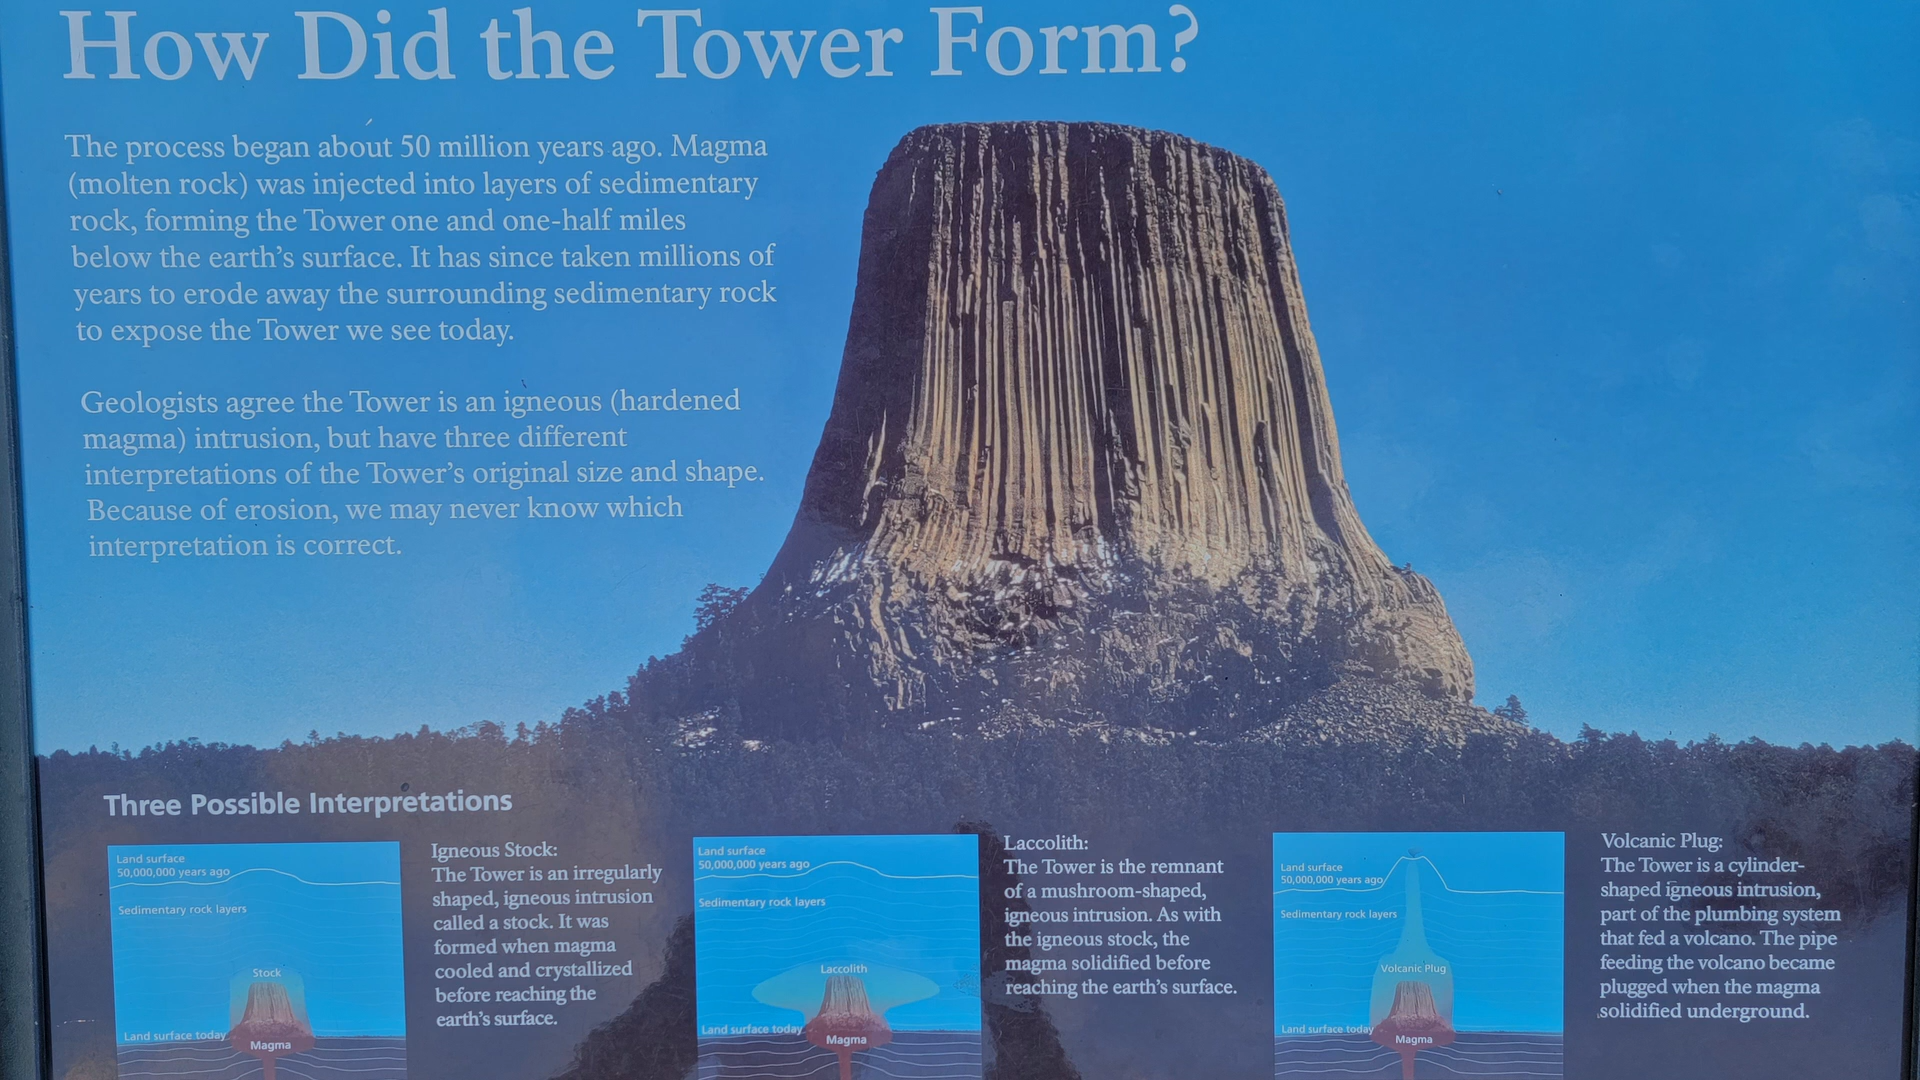 How Did the Tower Form?
The process began about 50 million years ago. Magma
(molten rock) was injected into layers of sedimentary
rock, forming the Tower one and one-half miles
below the earth's surface. It has since taken millions of
years to erode away the surrounding sedimentary rock
to expose the Tower we see today.
Geologists agree the Tower is an igneous (hardened
magma) intrusion, but have three different
interpretations of the Tower's original size and shape.
Because of erosion, we may never know which
interpretation is correct.
Three Possible Interpretations
Land surface
50,000,000 years ago
Sedimentary rock layers
Stock
Land surface today
Magma
Igneous Stock:
The Tower is an irregularly
shaped, igneous intrusion
called a stock. It was
formed when magma
cooled and crystallized
before reaching the
earth's surface.
Land surface
50,000,000 years ago
Sedimentary rock layers
Laccolith
Land surface today
Magma
Laccolith:
The Tower is the remnant
of a mushroom-shaped,
igneous intrusion. As with
the igneous stock, the
magma solidified before
reaching the earth's surface.
Land surface
50,000,000 years ago
Sedimentary rock layers
Volcanic Plug
Land surface today
Magma
Volcanic Plug:
The Tower is a cylinder-
shaped igneous intrusion,
part of the plumbing system
that fed a volcano. The pipe
feeding the volcano became
plugged when the magma
solidified underground.